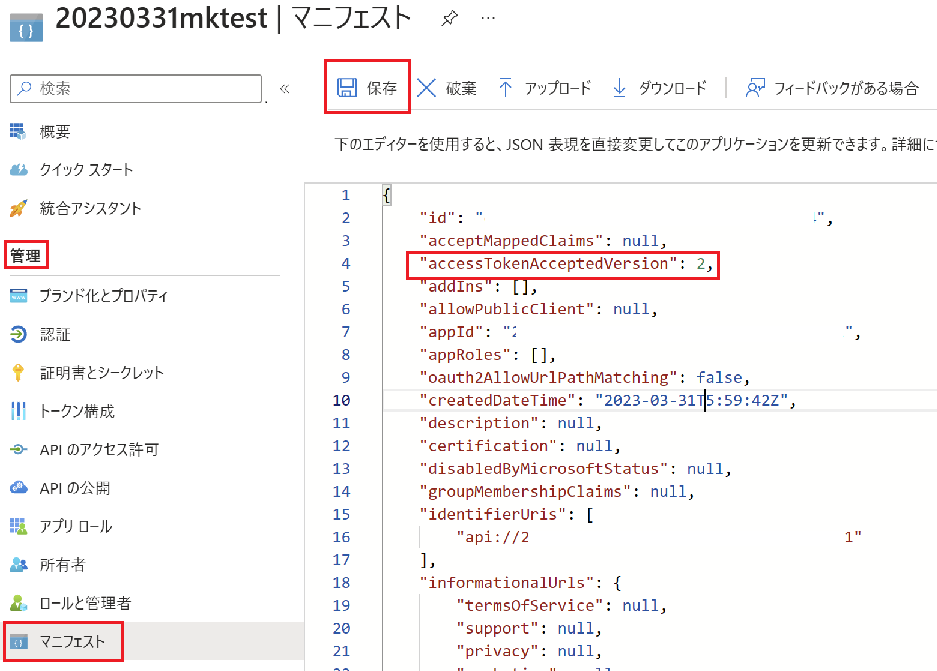 20230331mktest | マニフェスト
検索
概要
クイック スタート
統合アシスタント
管理
ブランド化とプロパティ
認証
証明書とシークレット
トークン構成
API のアクセス許可
API の公開
アプリ ロール
所有者
ロールと管理者
マニフェスト
保存 破棄 アップロード ダウンロード フィードバックがある場合
下のエディターを使用すると、JSON 表現を直接変更してこのアプリケーションを更新できます。詳細に
1 {
2 "id": " ",
3 "acceptMappedClaims": null,
4 "accessTokenAcceptedVersion": 2,
5 "addIns": [],
6 "allowPublicClient": null,
7 "appId": "2 ",
8 "appRoles": [],
9 "oauth2AllowUrlPathMatching": false,
10 "createdDateTime": "2023-03-31T5:59:42Z",
11 "description": null,
12 "certification": null,
13 "disabledByMicrosoftStatus": null,
14 "groupMembershipClaims": null,
15 "identifierUris": [
16 "api://2 1"
17 ],
18 "informationalUrls": {
19 "termsOfService": null,
20 "support": null,
21 "privacy": null,